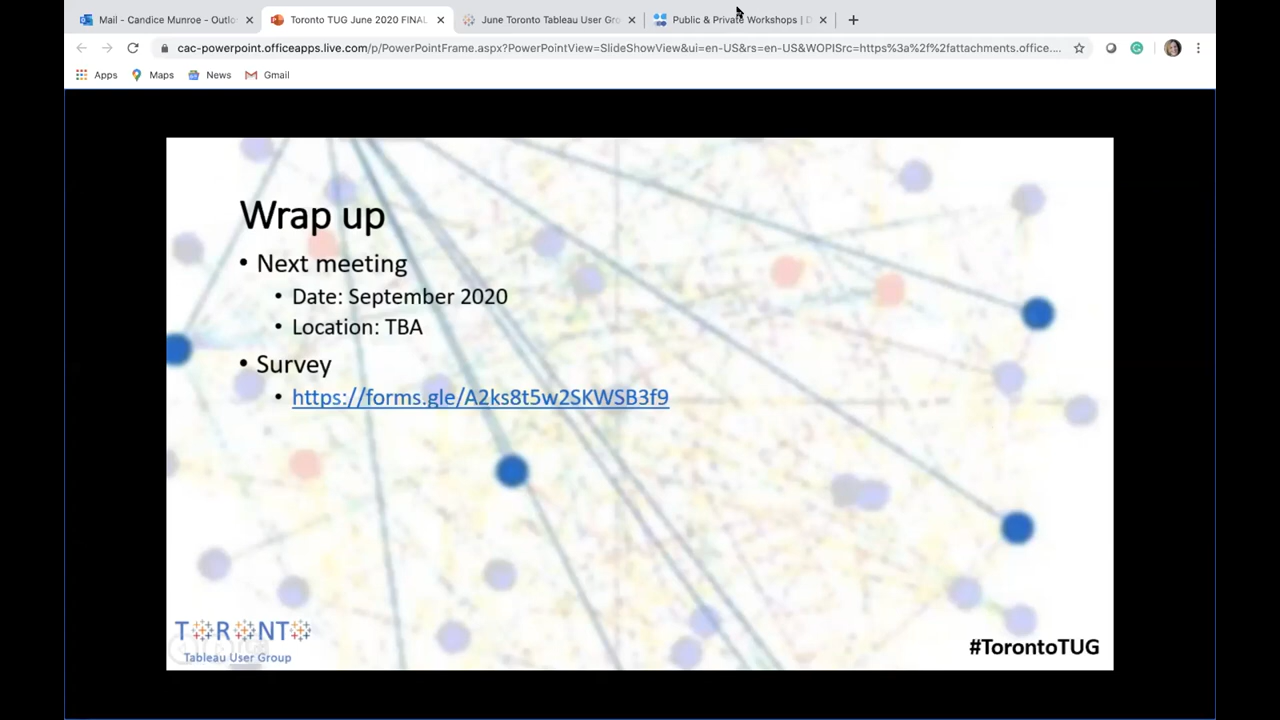 Mail - Candice Munroe - Outlo
Toronto TUG June 2020 FINAL
June Toronto Tableau User Gro
Public & Private Workshops | D
cac-powerpoint.officeapps.live.com/p/PowerPointFrame.aspx?PowerPointView=SlideShowView&ui=en-US&rs=en-US&WOPISrc=https%3a%2f%2fattachments.office....
Apps
Maps
News
Gmail
Wrap up
• Next meeting
• Date: September 2020
• Location: TBA
• Survey
• https://forms.gle/A2ks8t5w2SKWSB3f9
TORONTO
Tableau User Group
#TorontoTUG